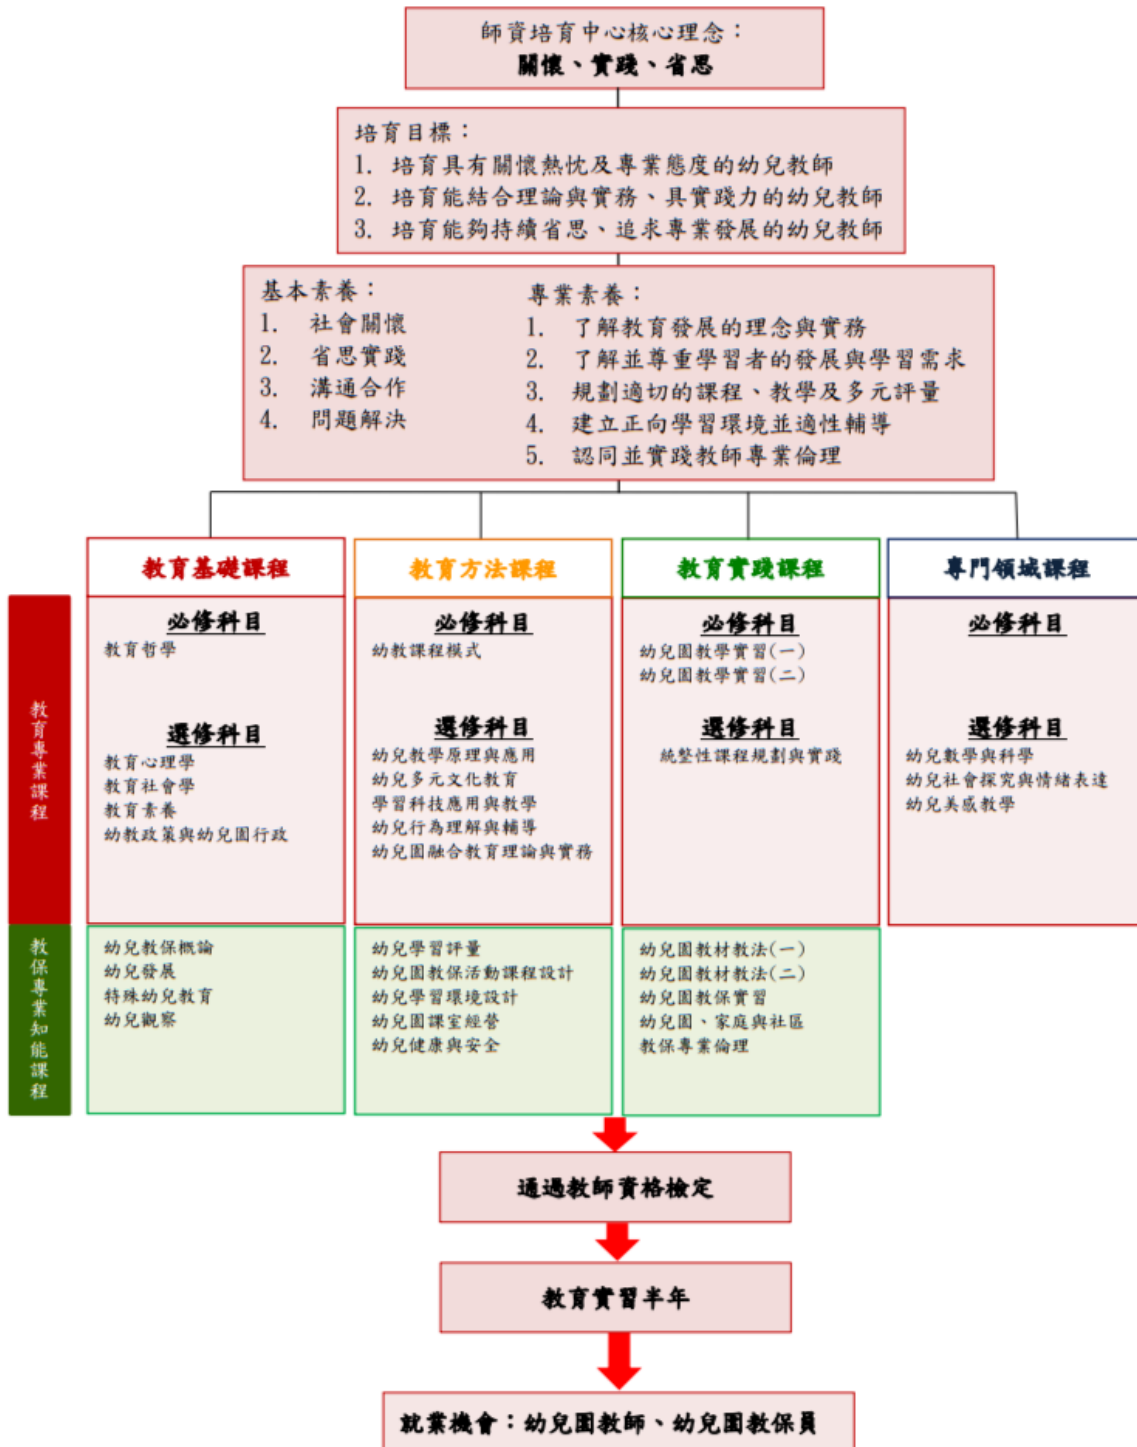 師資培育中心核心理念：
關懷、實踐、省思
培育目標：
1. 培育具有關懷熱忱及專業態度的幼兒教師
2. 培育能結合理論與實務、具實踐力的幼兒教師
3. 培育能夠持續省思、追求專業發展的幼兒教師
基本素養：
1. 社會關懷
2. 省思實踐
3. 溝通合作
4. 問題解決
專業素養：
1. 了解教育發展的理念與實務
2. 了解並尊重學習者的發展與學習需求
3. 規劃適切的課程、教學及多元評量
4. 建立正向學習環境並適性輔導
5. 認同並實踐教師專業倫理
教育基礎課程
教育方法課程
教育實踐課程
專門領域課程
教育專業課程
必修科目
教育哲學
選修科目
教育心理學
教育社會學
教育素養
幼教政策與幼兒園行政
必修科目
幼教課程模式
選修科目
幼兒教學原理與應用
幼兒多元文化教育
學習科技應用與教學
幼兒行為理解與輔導
幼兒園融合教育理論與實務
必修科目
幼兒園教學實習(一)
幼兒園教學實習(二)
選修科目
統整性課程規劃與實踐
必修科目
選修科目
幼兒數學與科學
幼兒社會探究與情緒表達
幼兒美感教學
教保專業知能課程
幼兒教保概論
幼兒發展
特殊幼兒教育
幼兒觀察
幼兒學習評量
幼兒園教保活動課程設計
幼兒學習環境設計
幼兒園課室經營
幼兒健康與安全
幼兒園教材教法(一)
幼兒園教材教法(二)
幼兒園教保實習
幼兒園、家庭與社區
教保專業倫理
通過教師資格檢定
教育實習半年
就業機會：幼兒園教師、幼兒園教保員